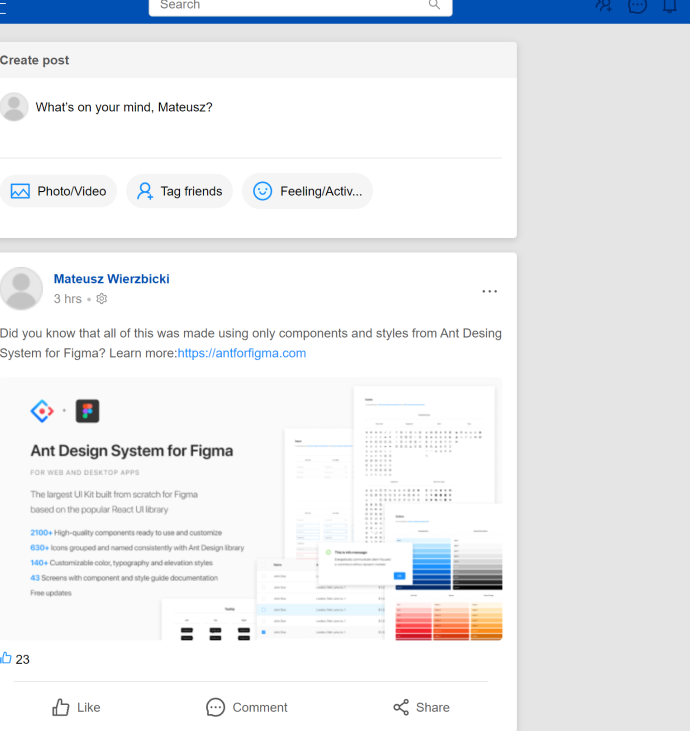 Search
Create post
What's on your mind, Mateusz?
Photo/Video
Tag friends
Feeling/Activ...
Mateusz Wierzbicki
3 hrs
Did you know that all of this was made using only components and styles from Ant Desing
System for Figma? Learn more:https://antforfigma.com
Ant Design System for Figma
FOR WEB AND DESKTOP APPS
The largest UI Kit built from scratch for Figma
based on the popular React UI library
2100+ High-quality components ready to use and customize
630+ Icons grouped and named consistently with Ant Design library
140+ Customizable color, typography and elevation styles
43 Screens with component and style guide documentation
Free updates
23
Like
Comment
Share